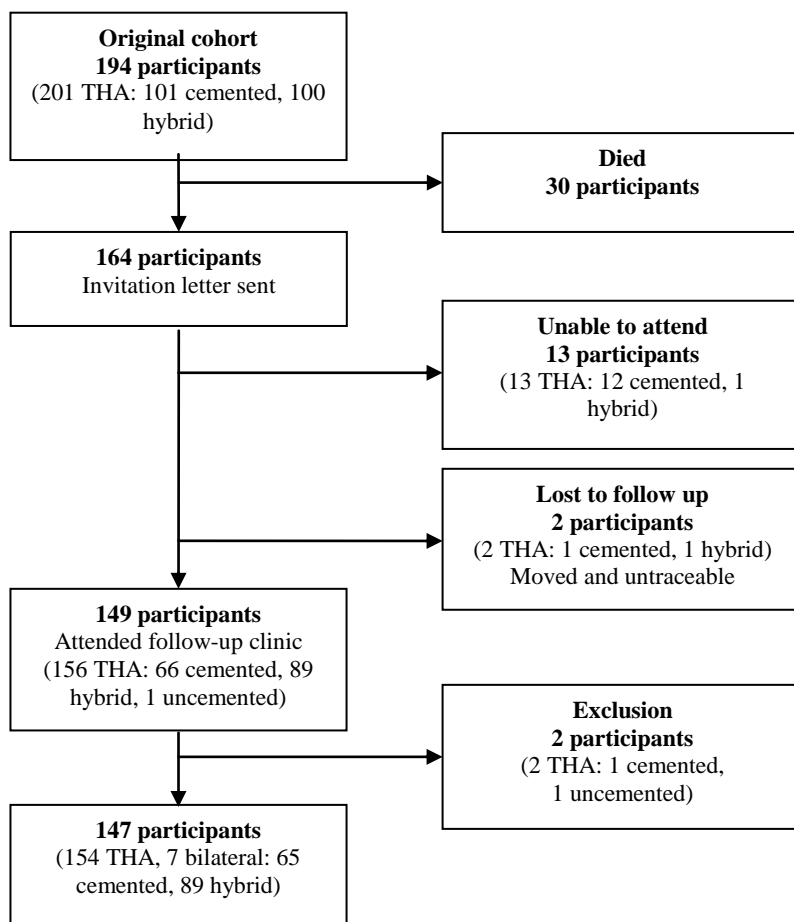 Original cohort
194 participants
(201 THA: 101 cemented, 100
hybrid)
Died
30 participants
164 participants
Invitation letter sent
Unable to attend
13 participants
(13 THA: 12 cemented, 1
hybrid)
Lost to follow up
2 participants
(2 THA: 1 cemented, 1 hybrid)
Moved and untraceable
149 participants
Attended follow-up clinic
(156 THA: 66 cemented, 89
hybrid, 1 uncemented)
Exclusion
2 participants
(2 THA: 1 cemented,
1 uncemented)
147 participants
(154 THA, 7 bilateral: 65
cemented, 89 hybrid)